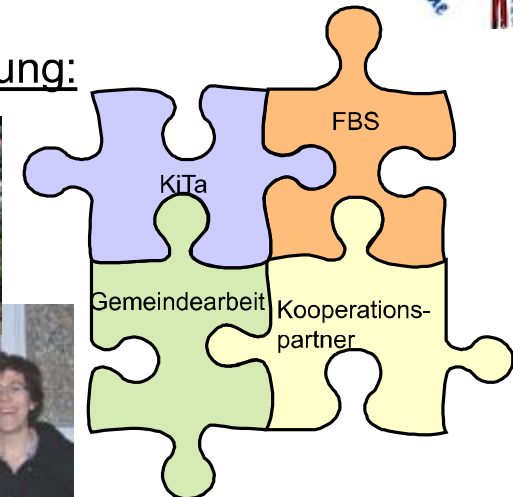 ung:
FBS
KiTa
Gemeindearbeit
Kooperations-
partner